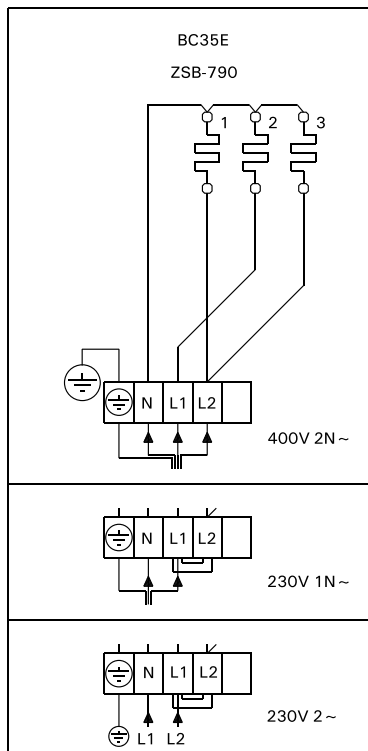 BC35E
ZSB-790
1 2 3
N L1 L2
400V 2N~
N L1 L2
230V 1N~
N L1 L2
230V 2~
L1 L2